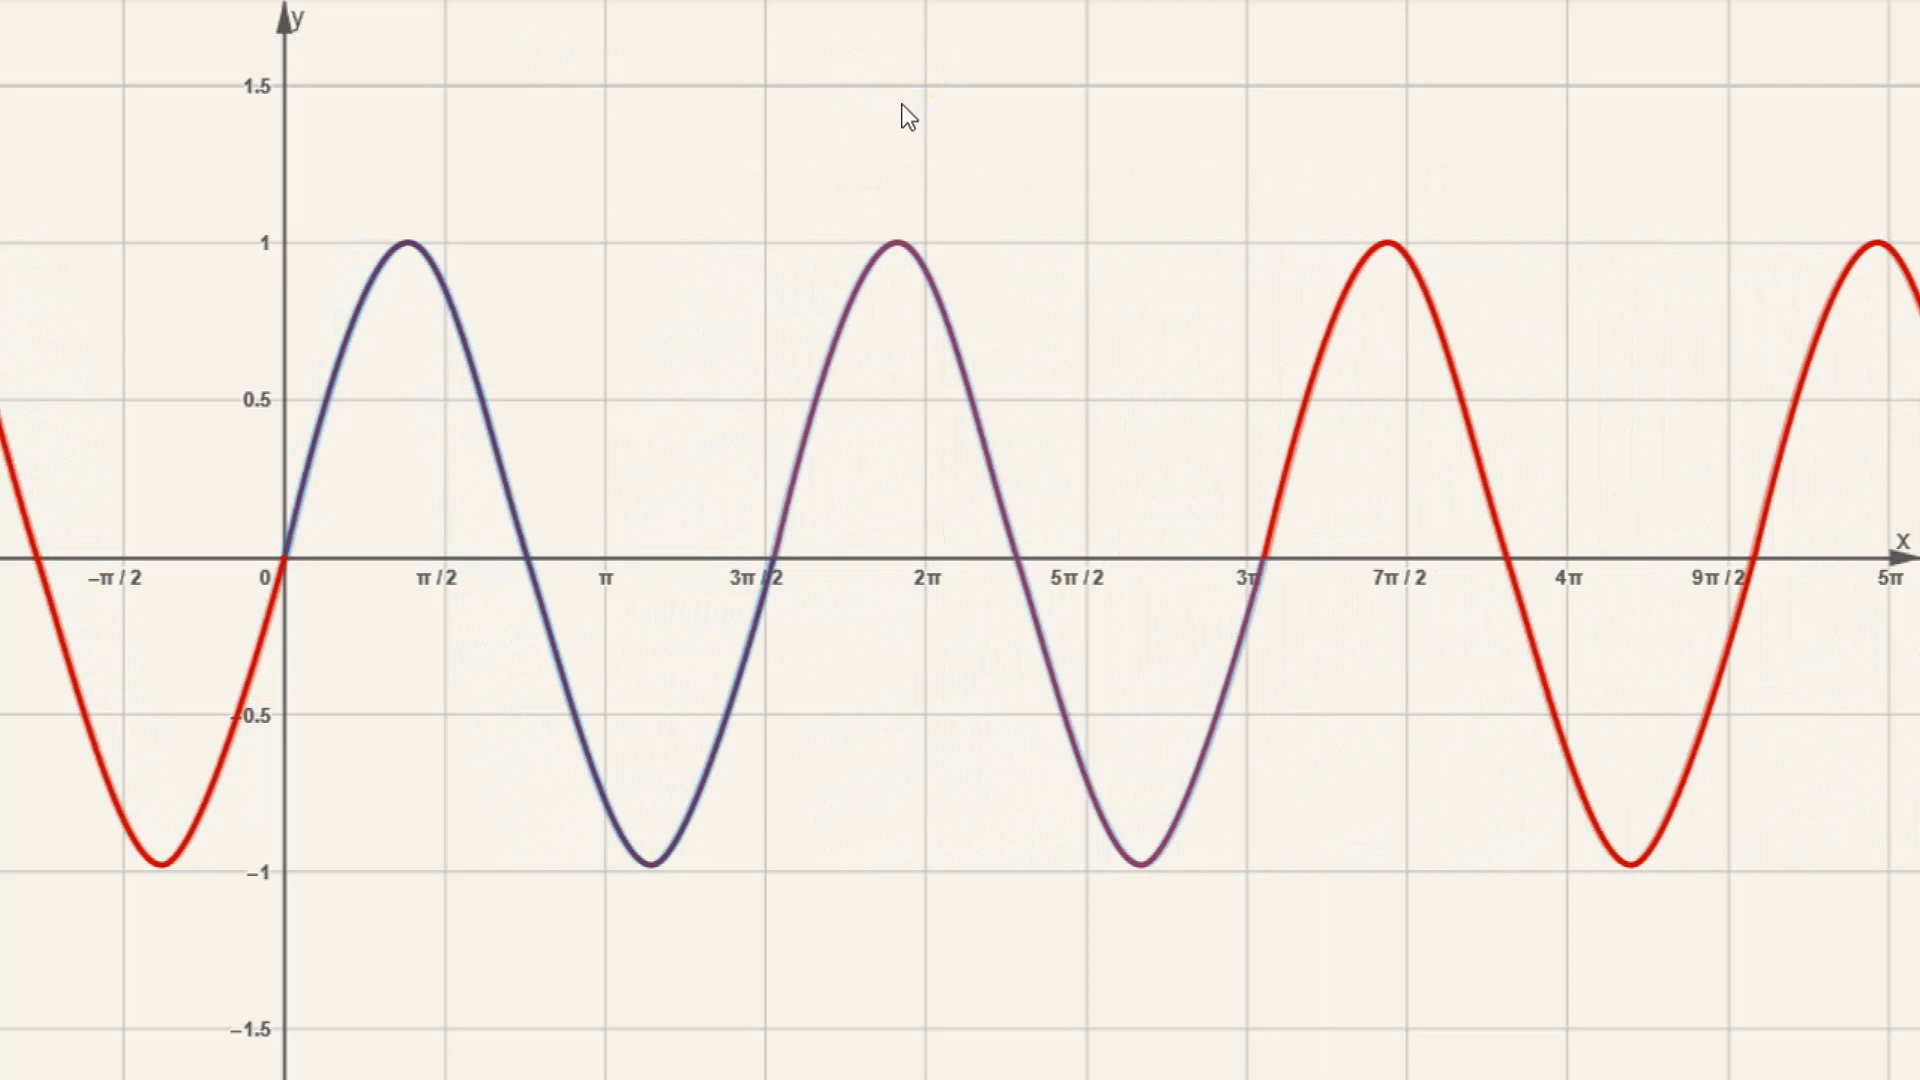 y
1.5
1
0.5
x
–π / 2
0
π / 2
π
3π / 2
2π
5π / 2
3π
7π / 2
4π
9π / 2
5π
–0.5
–1
–1.5